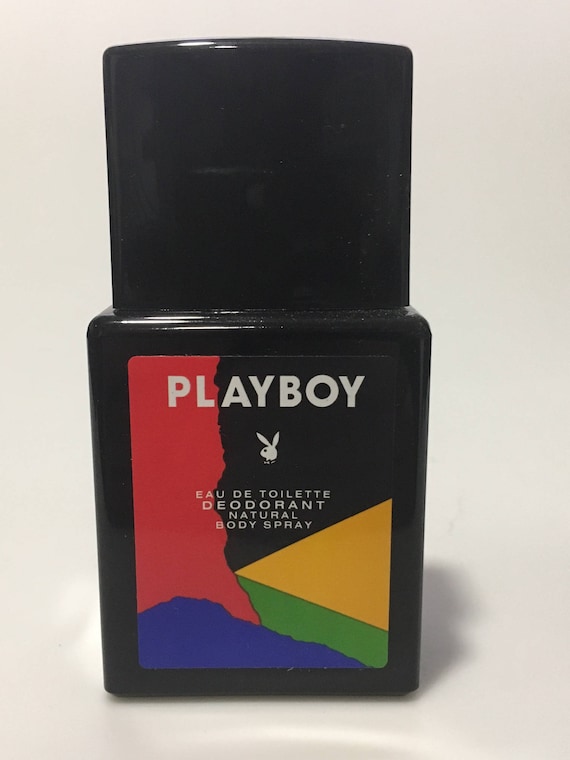 PLAYBOY
EAU DE TOILETTE
DEODORANT
NATURAL
BODY SPRAY